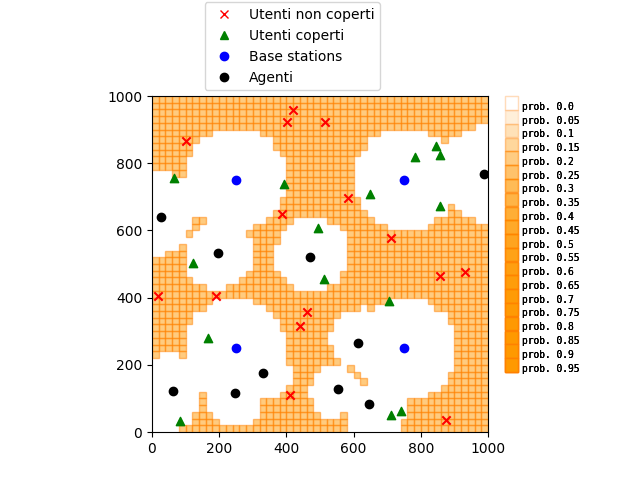 Utenti non coperti
Utenti coperti
Base stations
Agenti
1000
800
600
400
200
0
0 200 400 600 800 1000
prob. 0.0
prob. 0.05
prob. 0.1
prob. 0.15
prob. 0.2
prob. 0.25
prob. 0.3
prob. 0.35
prob. 0.4
prob. 0.45
prob. 0.5
prob. 0.55
prob. 0.6
prob. 0.65
prob. 0.7
prob. 0.75
prob. 0.8
prob. 0.85
prob. 0.9
prob. 0.95